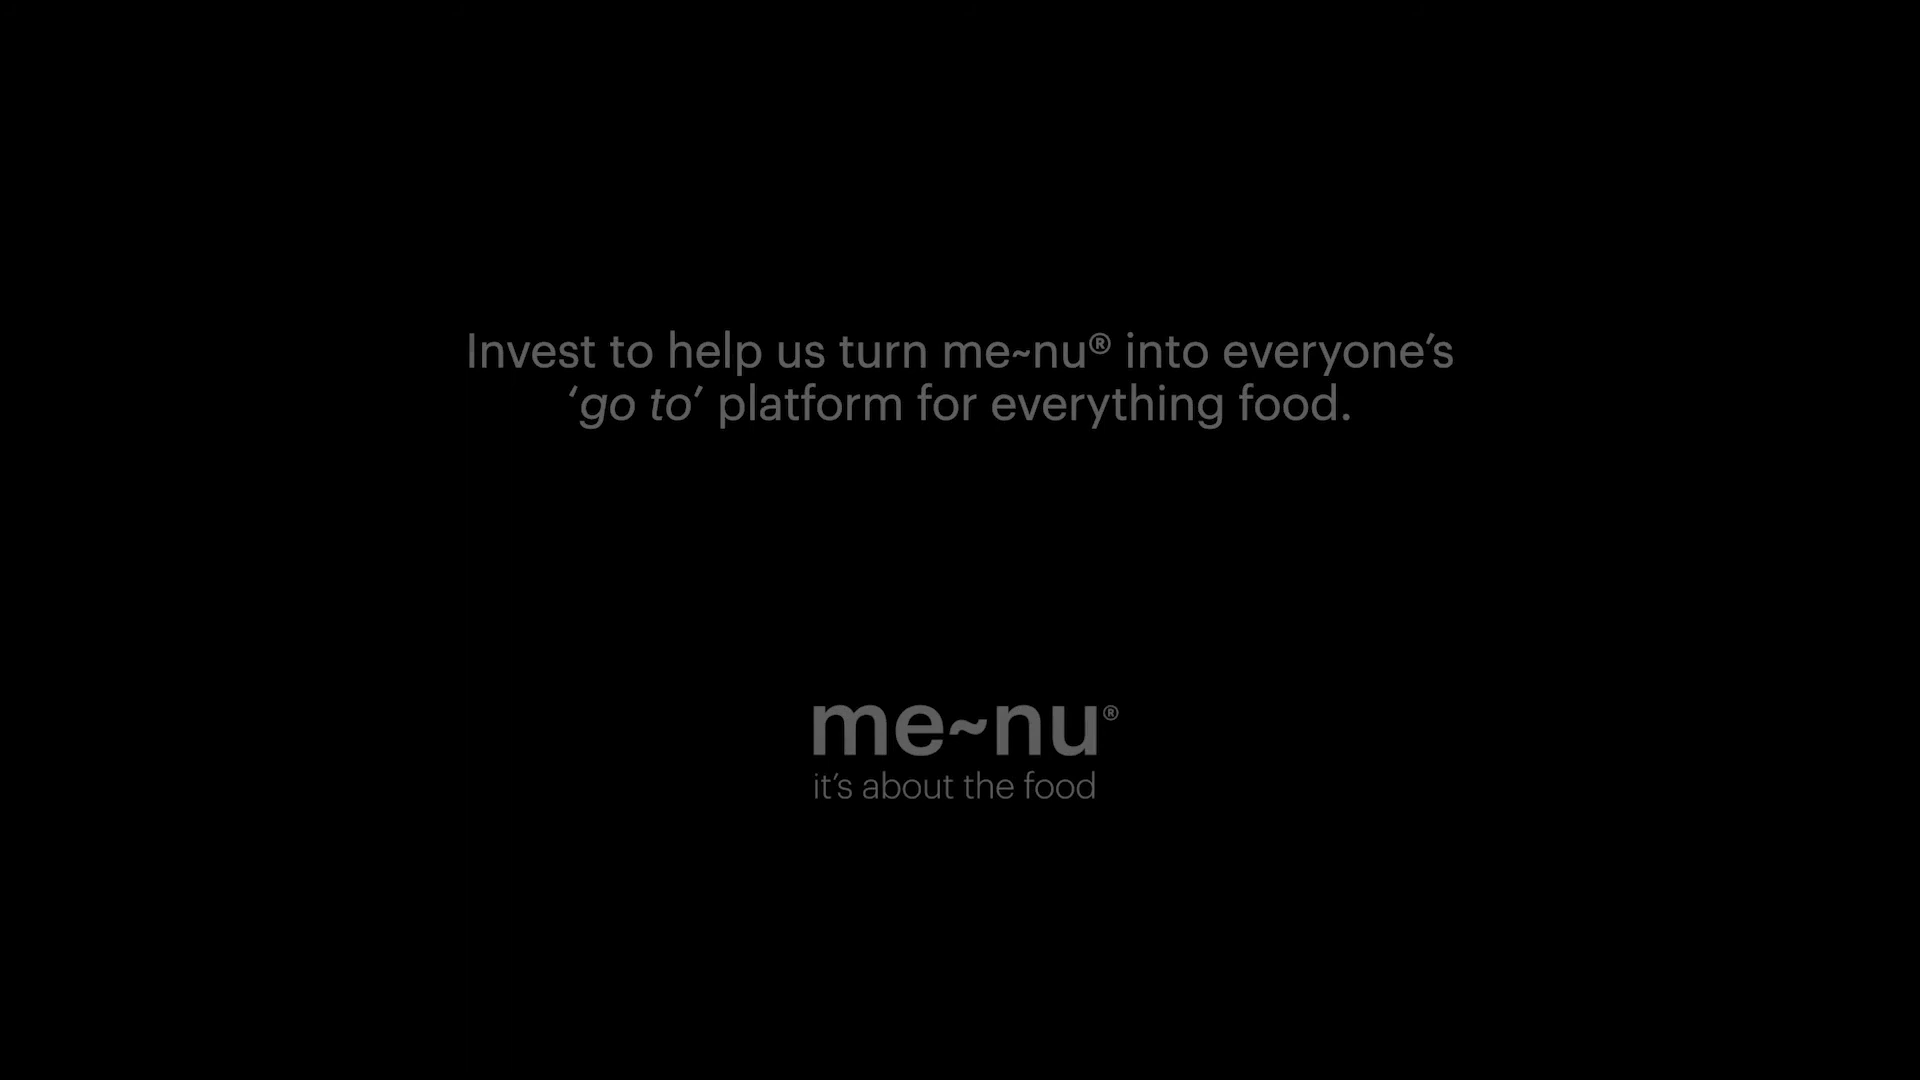 Invest to help us turn me~nu® into everyone’s
‘go to’ platform for everything food.
me~nu®
it’s about the food